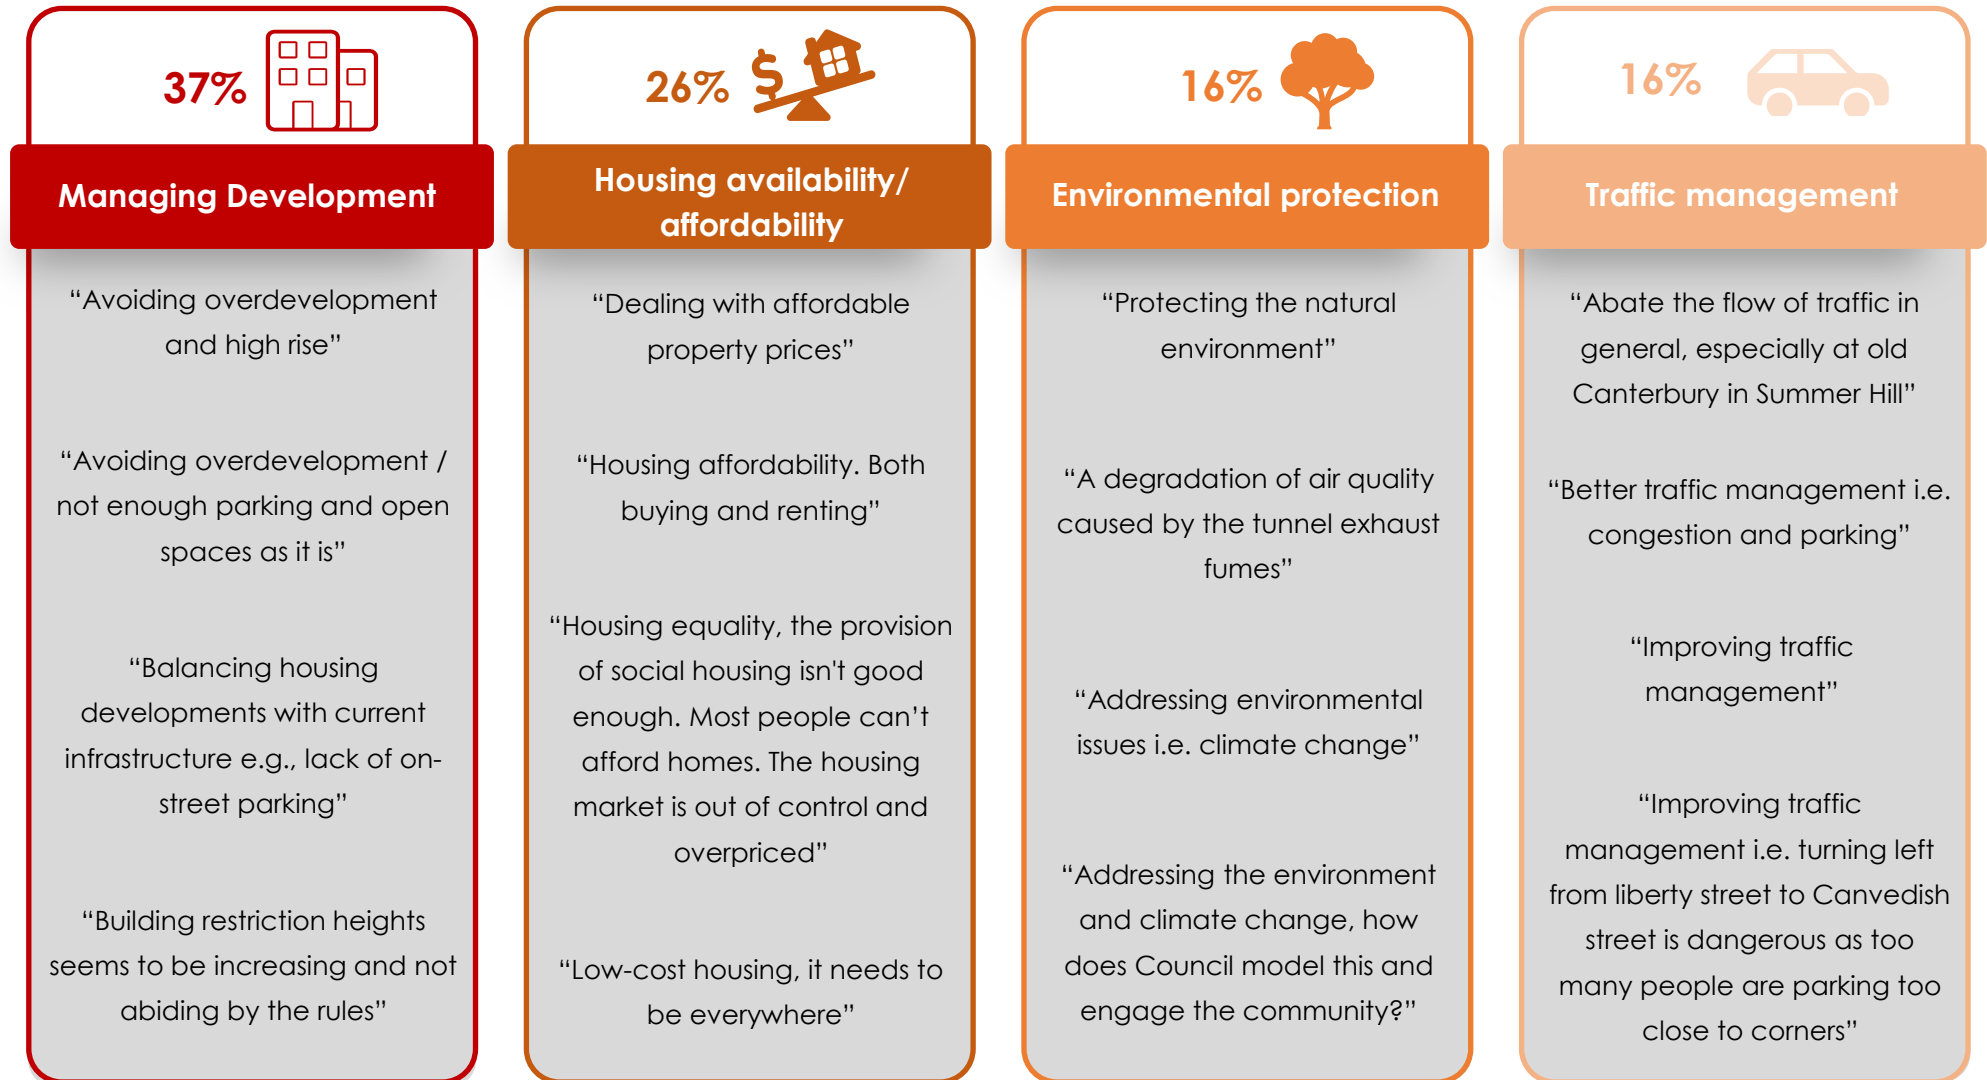 37%
Managing Development
“Avoiding overdevelopment
and high rise”
“Avoiding overdevelopment /
not enough parking and open
spaces as it is”
“Balancing housing
developments with current
infrastructure e.g., lack of on-
street parking”
“Building restriction heights
seems to be increasing and not
abiding by the rules”
26%
$
Housing availability/
affordability
“Dealing with affordable
property prices”
“Housing affordability. Both
buying and renting”
“Housing equality, the provision
of social housing isn't good
enough. Most people can’t
afford homes. The housing
market is out of control and
overpriced”
“Low-cost housing, it needs to
be everywhere”
16%
Environmental protection
“Protecting the natural
environment”
“A degradation of air quality
caused by the tunnel exhaust
fumes”
“Addressing environmental
issues i.e. climate change”
“Addressing the environment
and climate change, how
does Council model this and
engage the community?”
16%
Traffic management
“Abate the flow of traffic in
general, especially at old
Canterbury in Summer Hill”
“Better traffic management i.e.
congestion and parking”
“Improving traffic
management”
“Improving traffic
management i.e. turning left
from liberty street to Canvedish
street is dangerous as too
many people are parking too
close to corners”